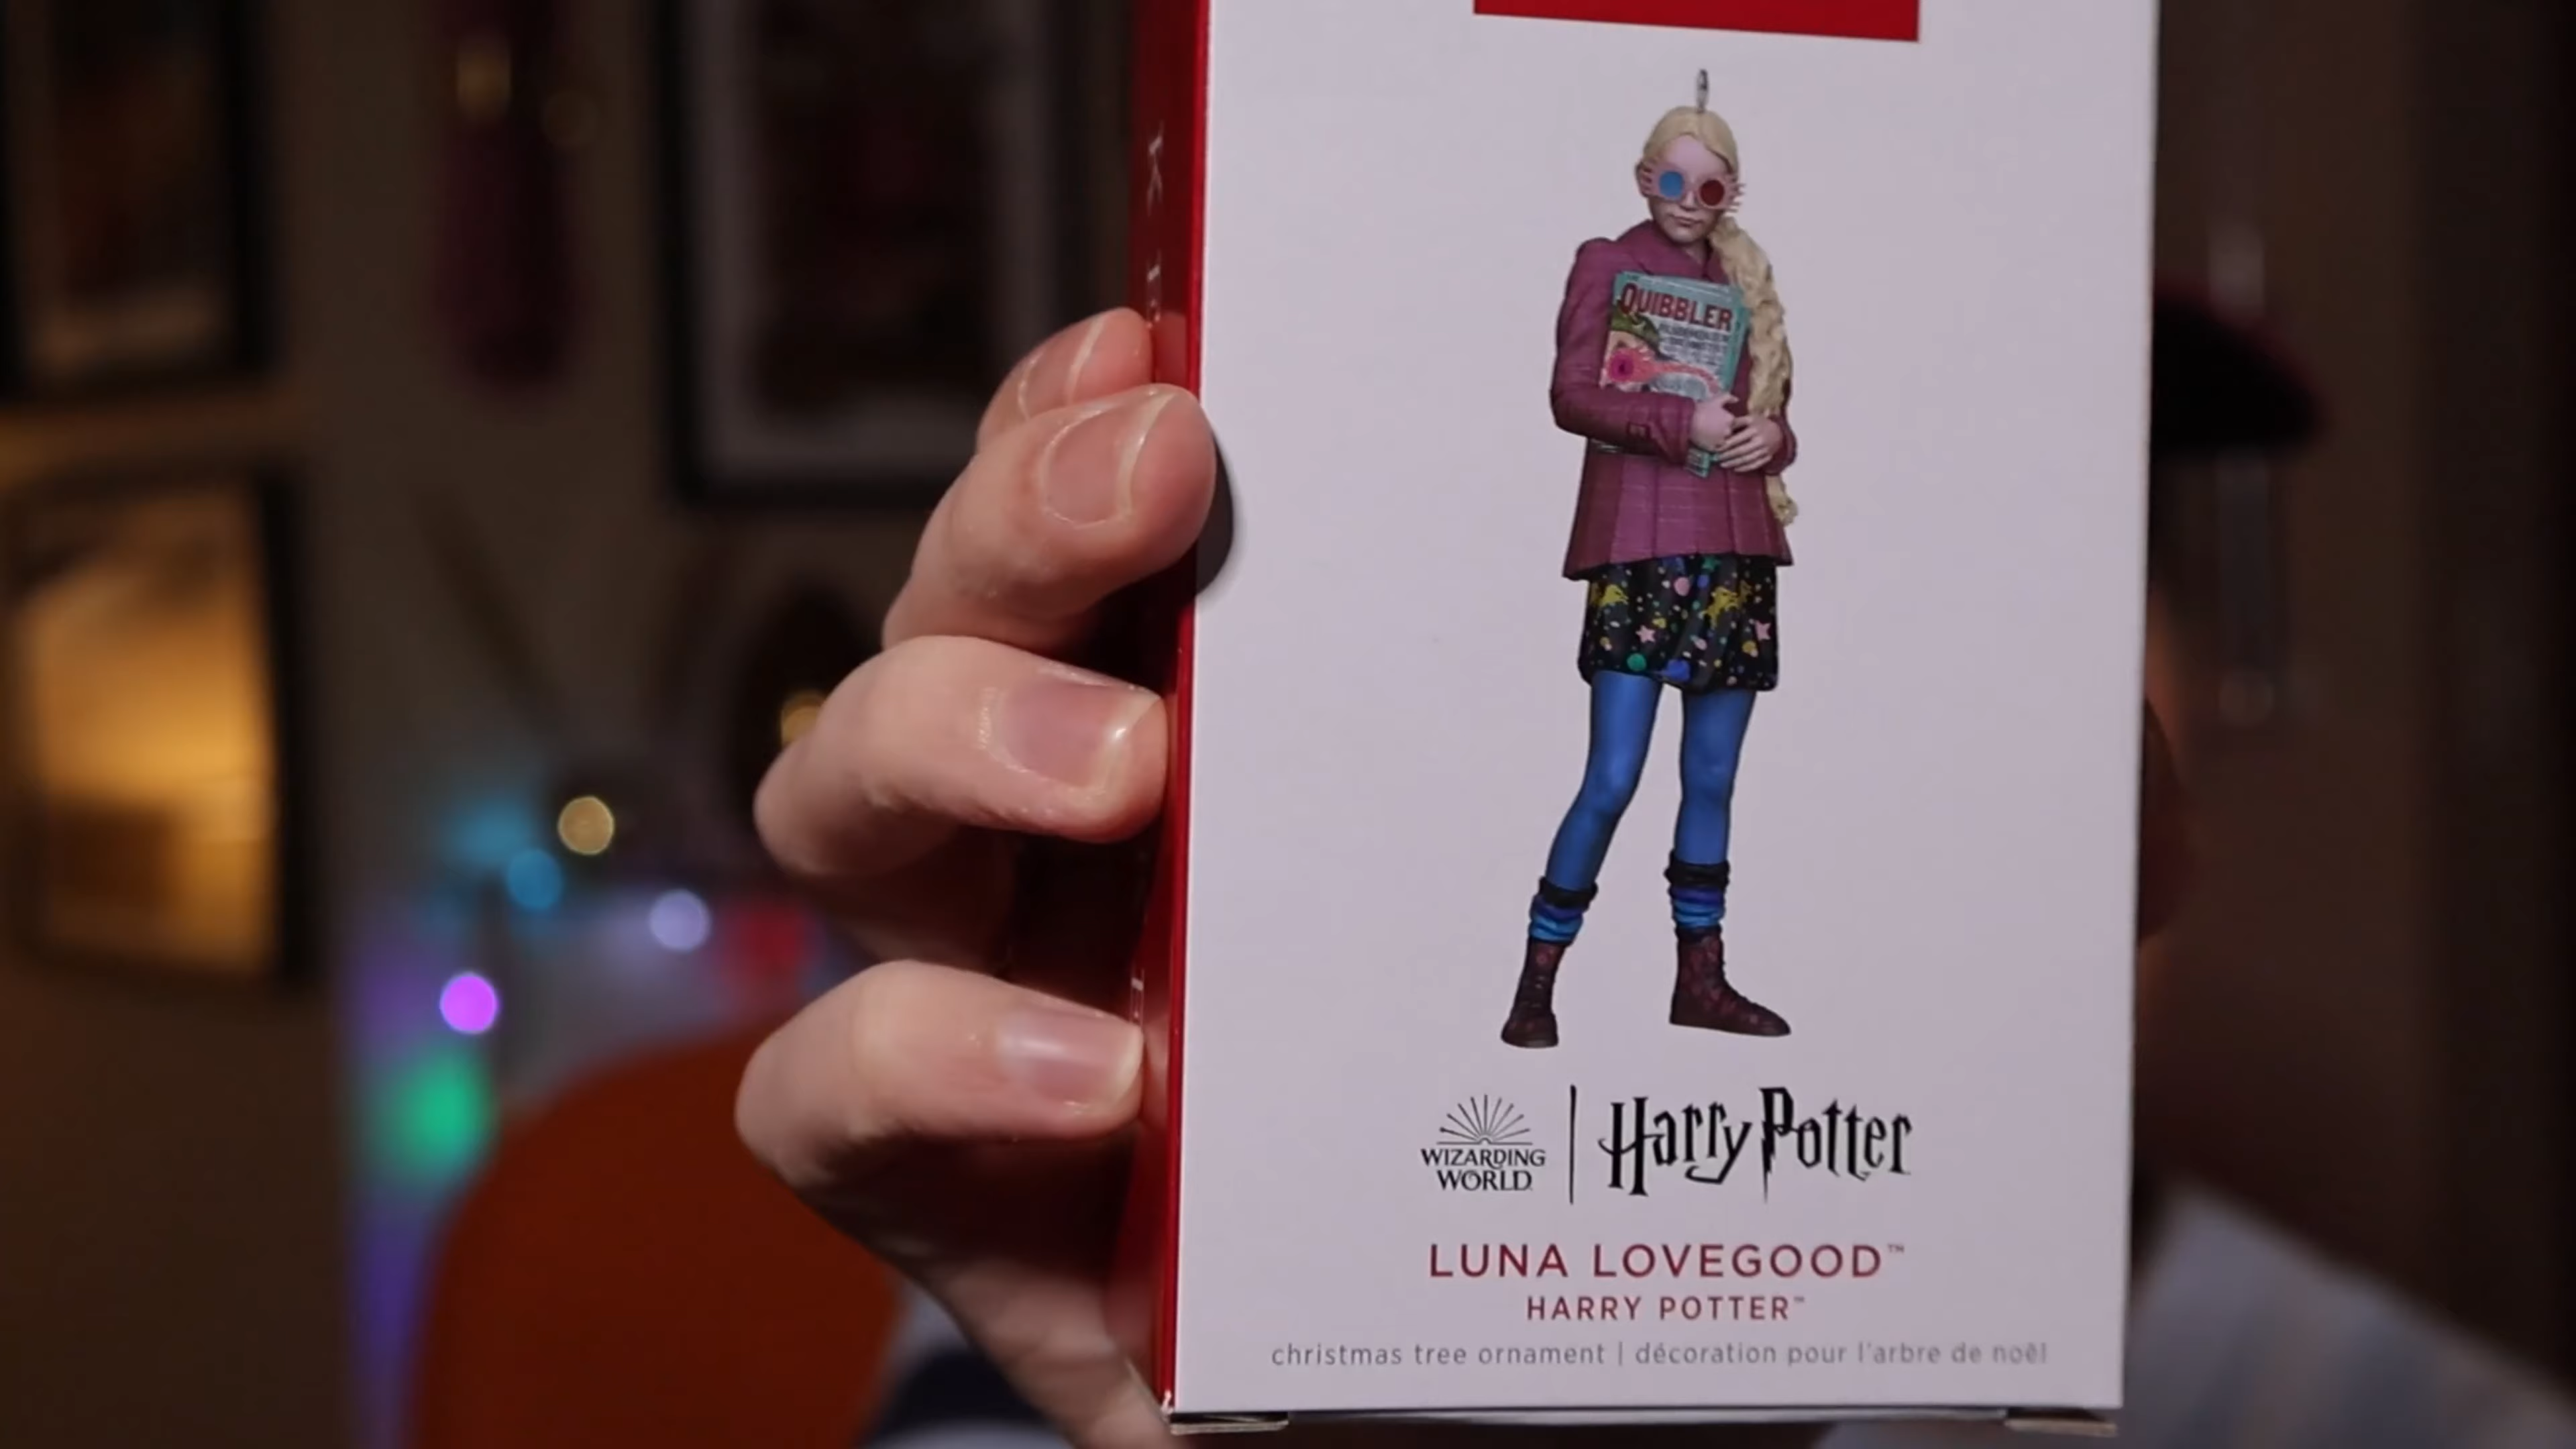 QUIBBLER
WIZARDING
WORLD
Harry Potter
LUNA LOVEGOOD™
HARRY POTTER™
christmas tree ornament | décoration pour l'arbre de noël